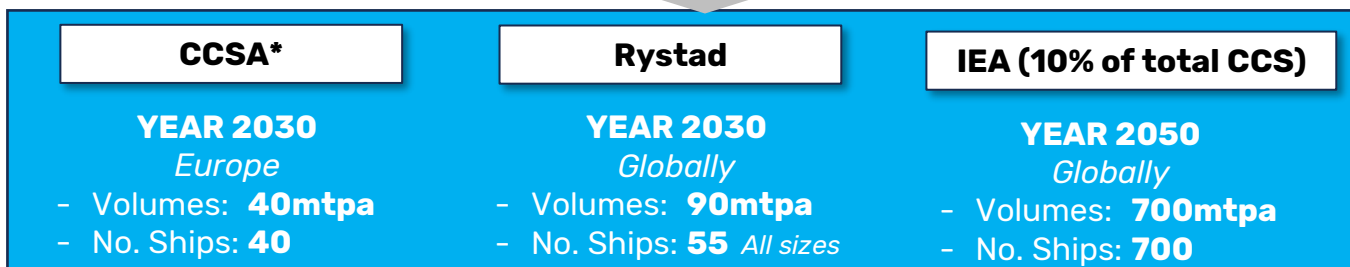 CCSA*
YEAR 2030
Europe
- Volumes: 40mtpa
- No. Ships: 40
Rystad
YEAR 2030
Globally
- Volumes: 90mtpa
- No. Ships: 55 All sizes
IEA (10% of total CCS)
YEAR 2050
Globally
- Volumes: 700mtpa
- No. Ships: 700